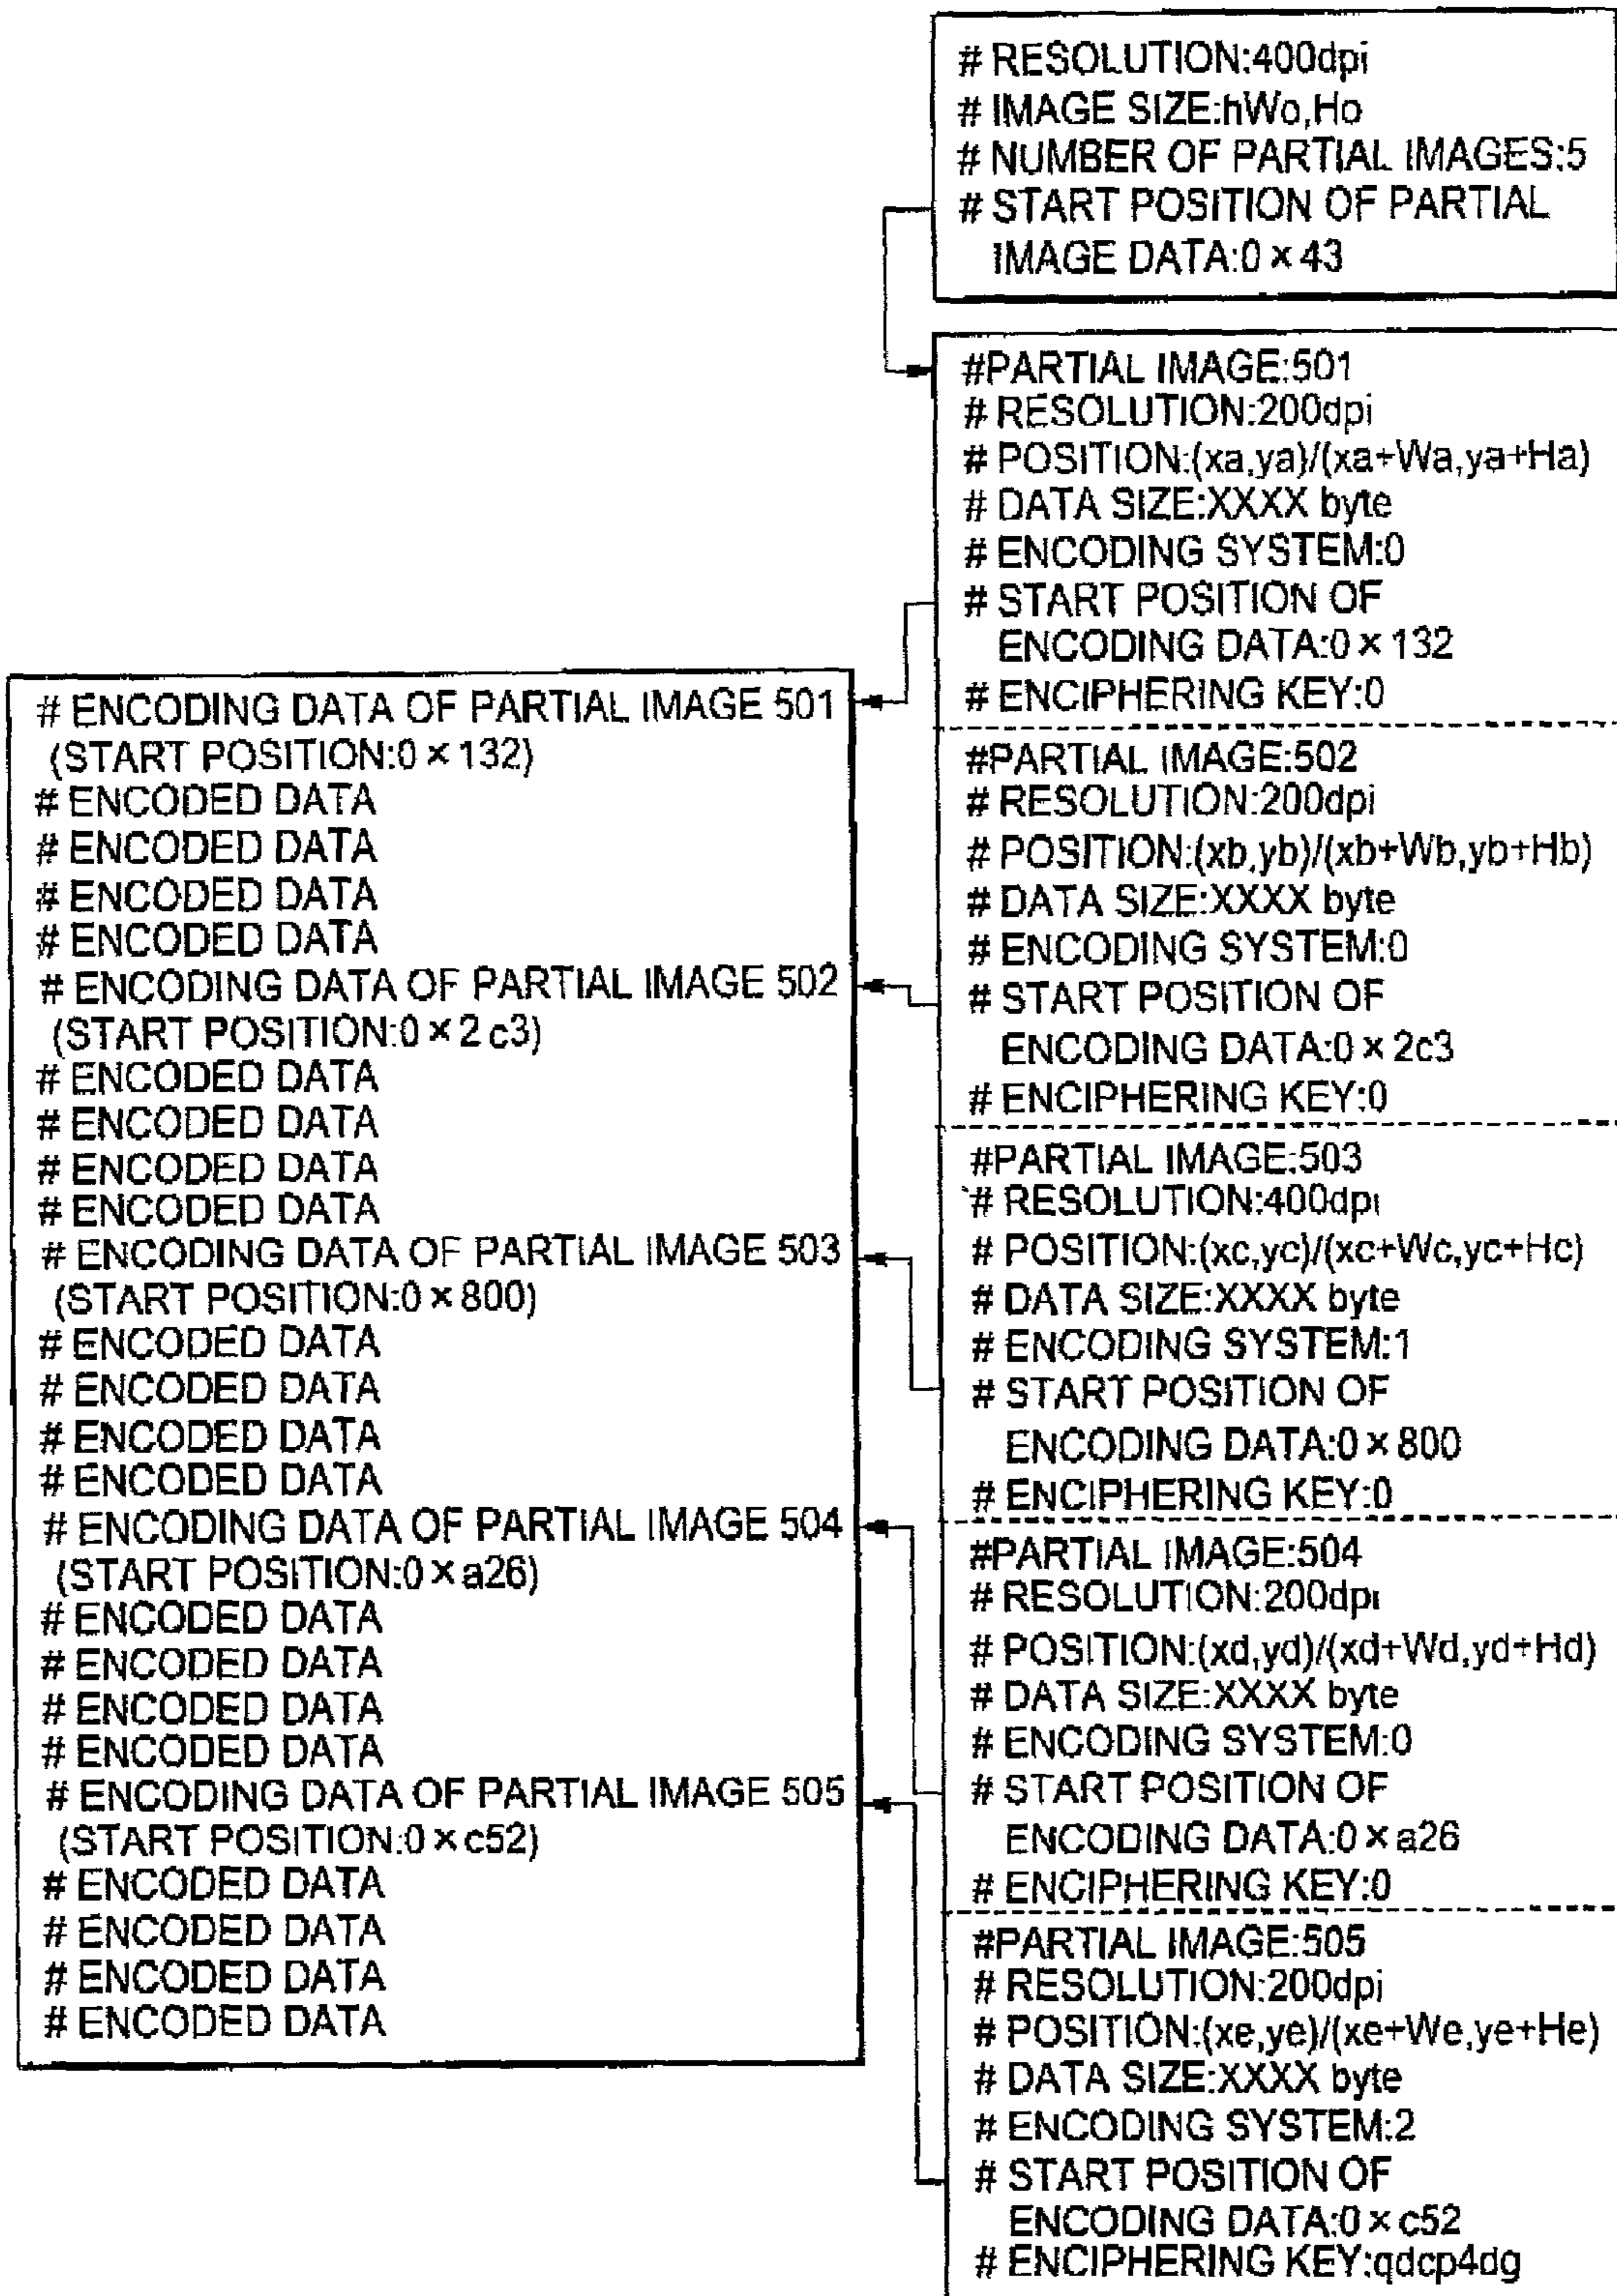 # RESOLUTION:400dpi
# IMAGE SIZE:hWo,Ho
# NUMBER OF PARTIAL IMAGES:5
# START POSITION OF PARTIAL
IMAGE DATA:0 × 43
#PARTIAL IMAGE:501
# RESOLUTION:200dpi
# POSITION:(xa,ya)/(xa+Wa,ya+Ha)
# DATA SIZE:XXXX byte
# ENCODING SYSTEM:0
# START POSITION OF
ENCODING DATA:0 × 132
# ENCIPHERING KEY:0
#PARTIAL IMAGE:502
# RESOLUTION:200dpi
# POSITION:(xb,yb)/(xb+Wb,yb+Hb)
# DATA SIZE:XXXX byte
# ENCODING SYSTEM:0
# START POSITION OF
ENCODING DATA:0 × 2c3
# ENCIPHERING KEY:0
#PARTIAL IMAGE:503
# RESOLUTION:400dpi
# POSITION:(xc,yc)/(xc+Wc,yc+Hc)
# DATA SIZE:XXXX byte
# ENCODING SYSTEM:1
# START POSITION OF
ENCODING DATA:0 × 800
# ENCIPHERING KEY:0
#PARTIAL IMAGE:504
# RESOLUTION:200dpi
# POSITION:(xd,yd)/(xd+Wd,yd+Hd)
# DATA SIZE:XXXX byte
# ENCODING SYSTEM:0
# START POSITION OF
ENCODING DATA:0 × a26
# ENCIPHERING KEY:0
#PARTIAL IMAGE:505
# RESOLUTION:200dpi
# POSITION:(xe,ye)/(xe+We,ye+He)
# DATA SIZE:XXXX byte
# ENCODING SYSTEM:2
# START POSITION OF
ENCODING DATA:0 × c52
# ENCIPHERING KEY:qdcp4dg
# ENCODING DATA OF PARTIAL IMAGE 501
(START POSITION:0 × 132)
# ENCODED DATA
# ENCODED DATA
# ENCODED DATA
# ENCODED DATA
# ENCODING DATA OF PARTIAL IMAGE 502
(START POSITION:0 × 2 c3)
# ENCODED DATA
# ENCODED DATA
# ENCODED DATA
# ENCODED DATA
# ENCODING DATA OF PARTIAL IMAGE 503
(START POSITION:0 × 800)
# ENCODED DATA
# ENCODED DATA
# ENCODED DATA
# ENCODED DATA
# ENCODING DATA OF PARTIAL IMAGE 504
(START POSITION:0 × a26)
# ENCODED DATA
# ENCODED DATA
# ENCODED DATA
# ENCODED DATA
# ENCODING DATA OF PARTIAL IMAGE 505
(START POSITION:0 × c52)
# ENCODED DATA
# ENCODED DATA
# ENCODED DATA
# ENCODED DATA